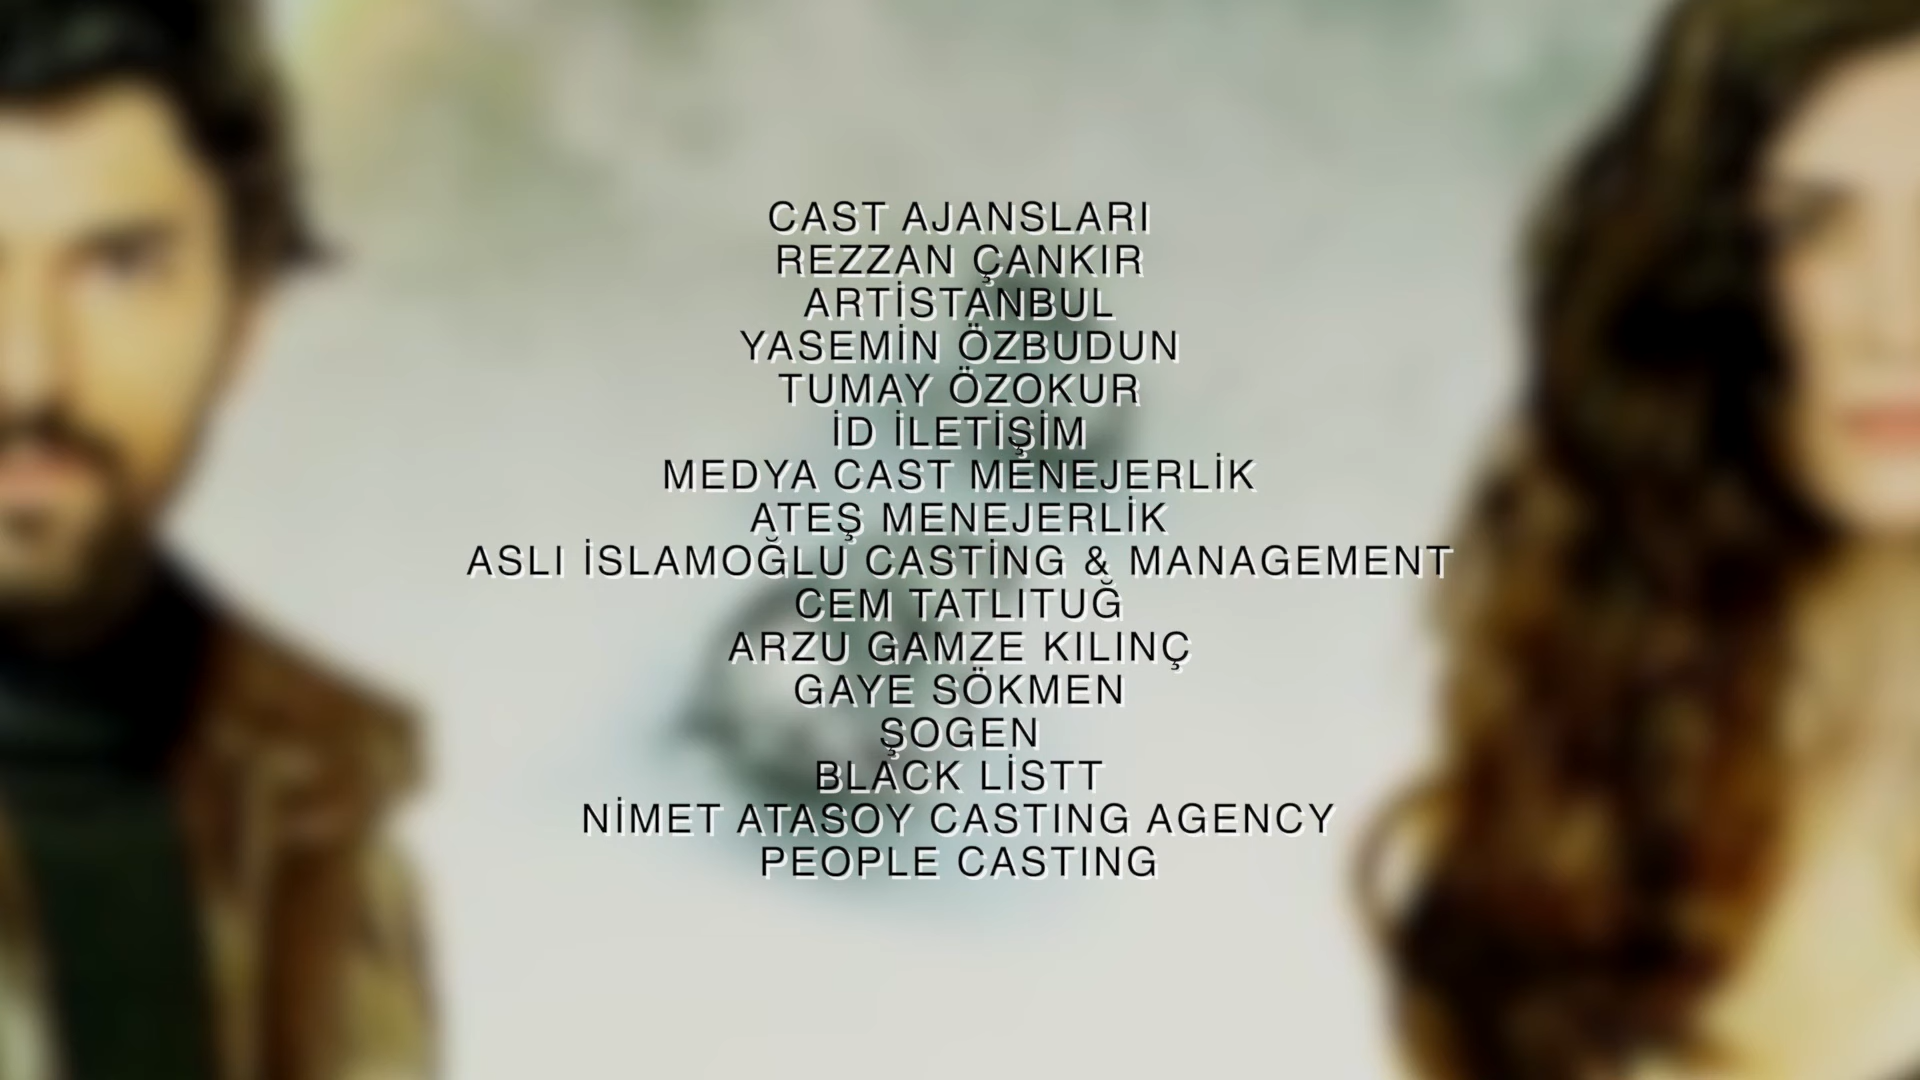 CAST AJANSLARI
REZZAN ÇANKIR
ARTİSTANBUL
YASEMİN ÖZBUDUN
TUMAY ÖZOKUR
İD İLETİŞİM
MEDYA CAST MENEJERLİK
ATEŞ MENEJERLİK
ASLI İSLAMOĞLU CASTİNG & MANAGEMENT
CEM TATLITUĞ
ARZU GAMZE KILINÇ
GAYE SÖKMEN
ŞOGEN
BLACK LİSTT
NİMET ATASOY CASTING AGENCY
PEOPLE CASTING